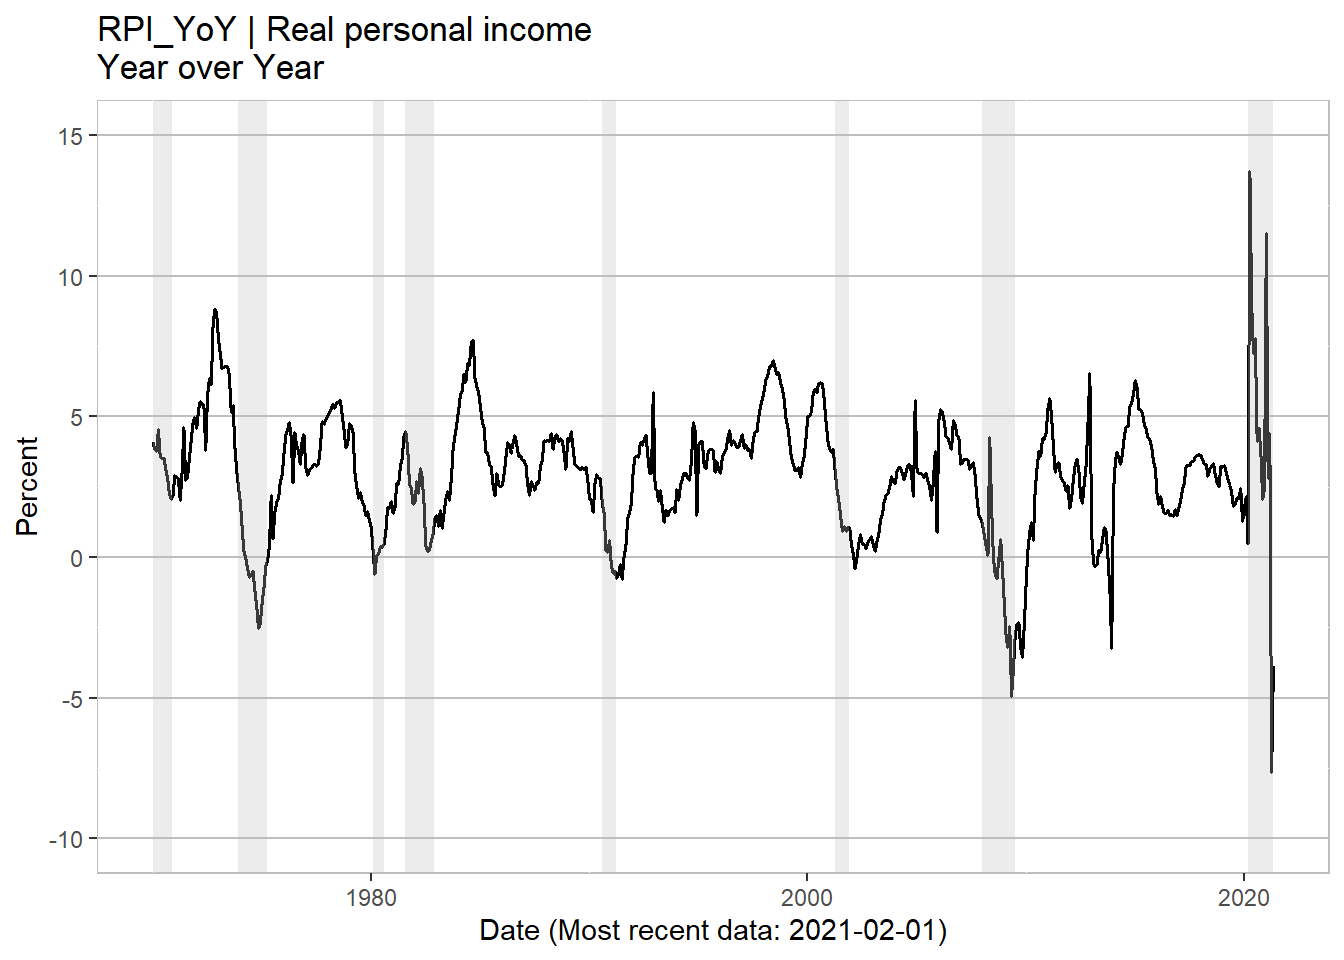 RPI_YoY | Real personal income
Year over Year
15
10
5
0
-5
-10
Percent
1980
2000
2020
Date (Most recent data: 2021-02-01)